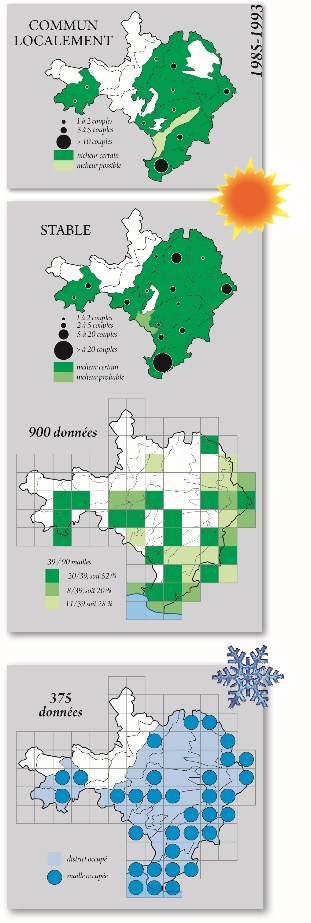 COMMUN
LOCALEMENT
1985-1993
1 à 2 couples
3 à 5 couples
> 10 couples
nicheur certain
nicheur possible
STABLE
1 à 2 couples
2 à 5 couples
5 à 20 couples
> à 20 couples
nicheur certain
nicheur probable
900 données
39 / 90 mailles
20/39, soit 52 %
8/39, soit 20 %
11/39 soit 28 %
375
données
district occupé
maille occupée